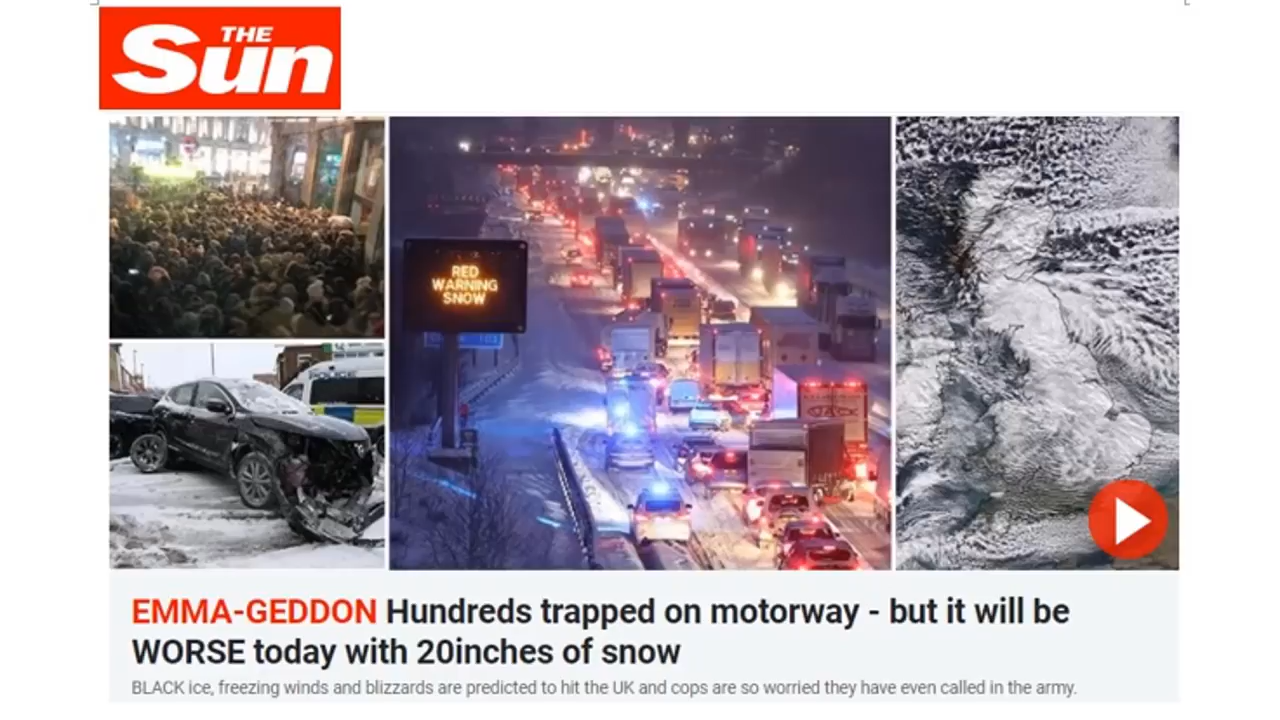 THE
Sun
RED
WARNING
SNOW
EMMA-GEDDON Hundreds trapped on motorway - but it will be
WORSE today with 20inches of snow
BLACK ice, freezing winds and blizzards are predicted to hit the UK and cops are so worried they have even called in the army.